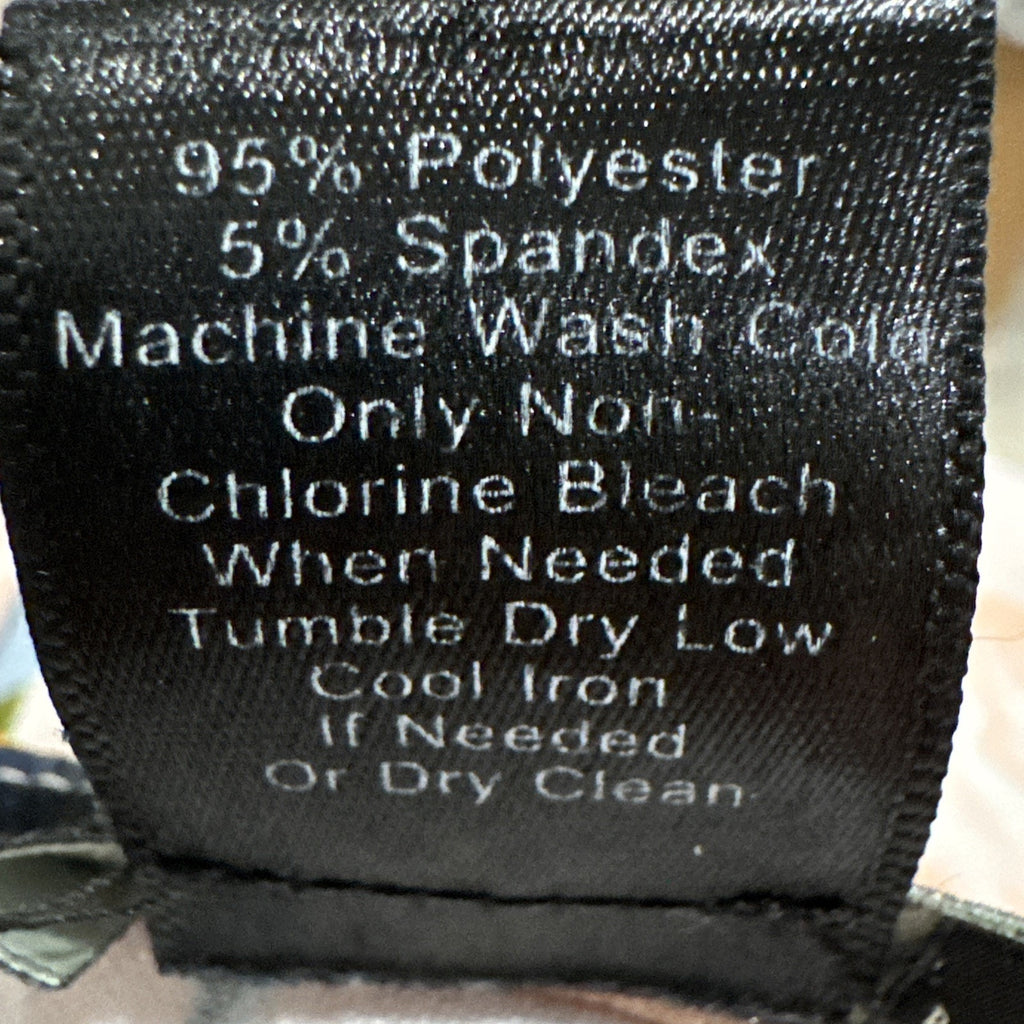 95% Polyester
5% Spandex
Machine Wash Cold
Only Non-
Chlorine Bleach
When Needed
Tumble Dry Low
Cool Iron
If Needed
Or Dry Clean